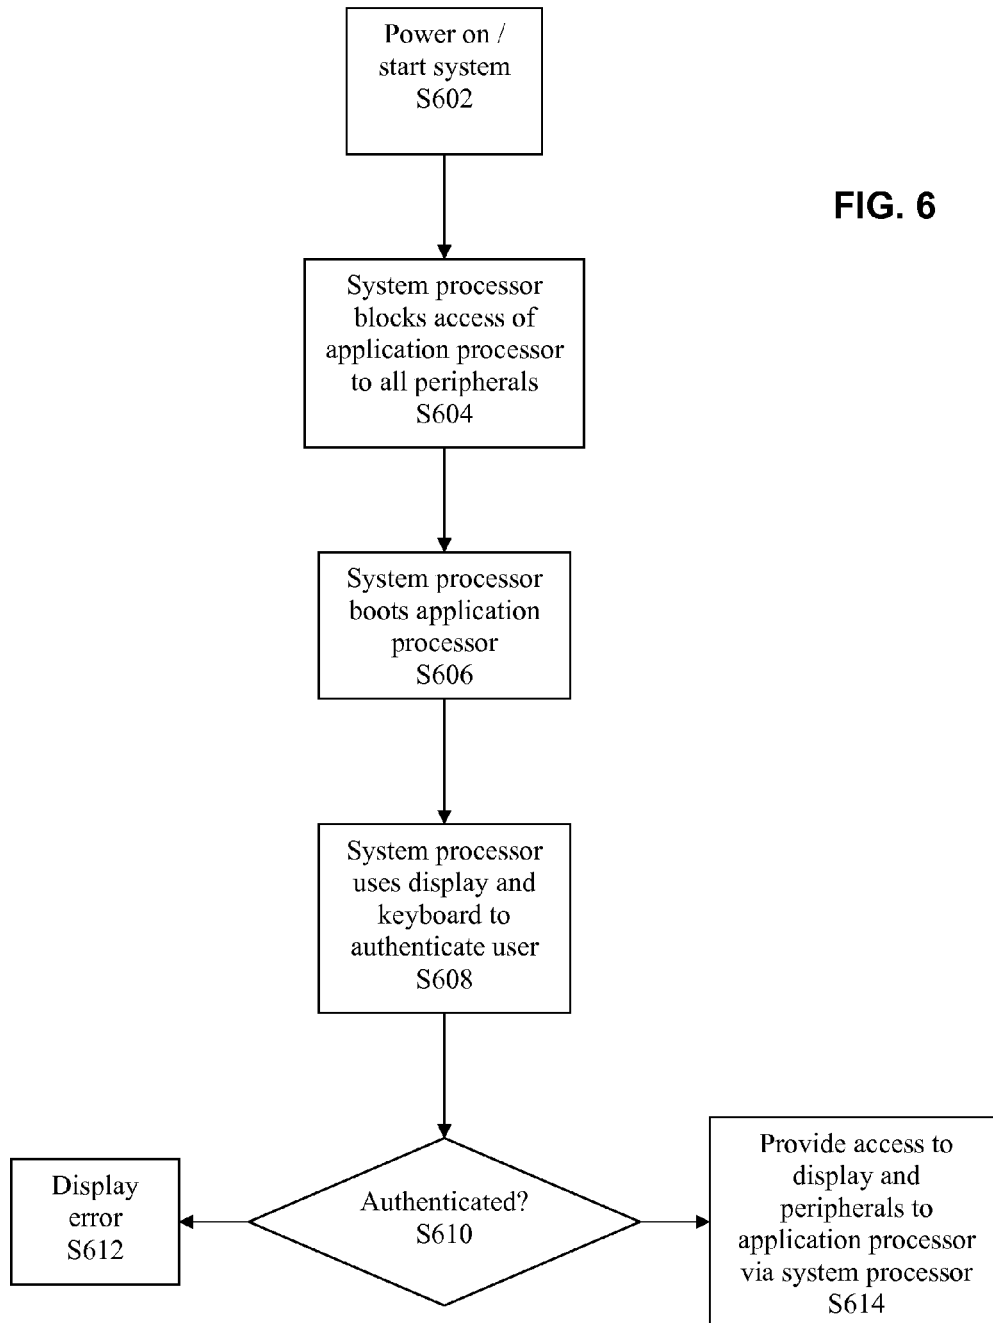 Power on /
start system
S602
FIG. 6
System processor
blocks access of
application processor
to all peripherals
S604
System processor
boots application
processor
S606
System processor
uses display and
keyboard to
authenticate user
S608
Authenticated?
S610
Display
error
S612
Provide access to
display and
peripherals to
application processor
via system processor
S614